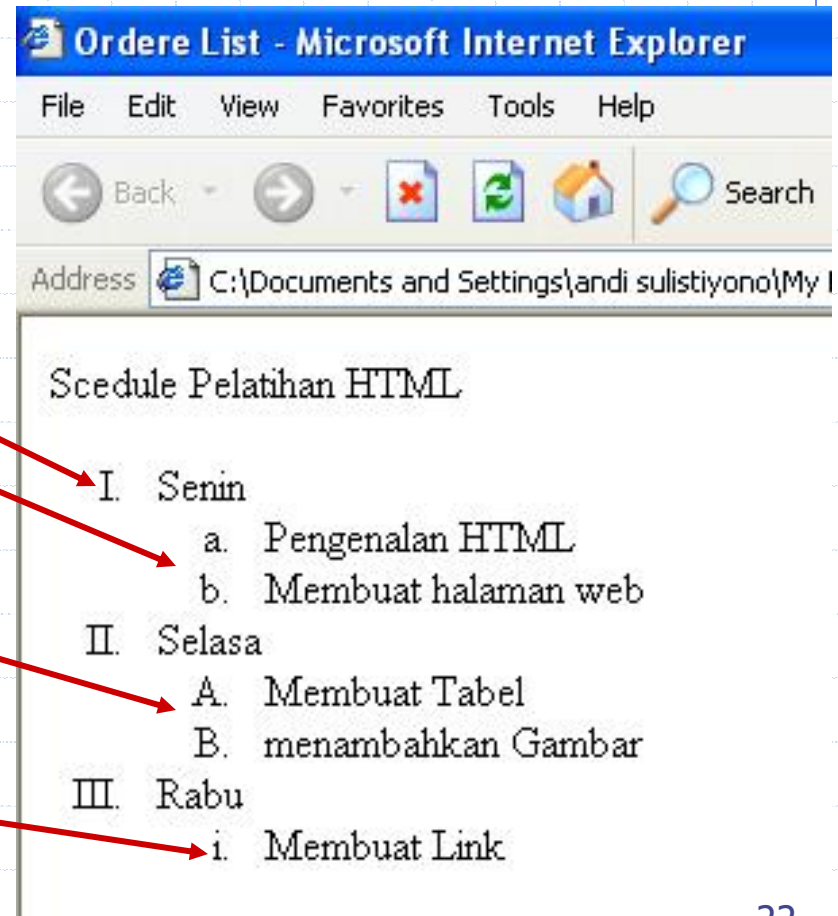 Ordere List - Microsoft Internet Explorer
File Edit View Favorites Tools Help
Back Search
Address C:\Documents and Settings\andi sulistiyono\My
Scedule Pelatihan HTML
I. Senin
a. Pengenalan HTML
b. Membuat halaman web
II. Selasa
A. Membuat Tabel
B. menambahkan Gambar
III. Rabu
i. Membuat Link